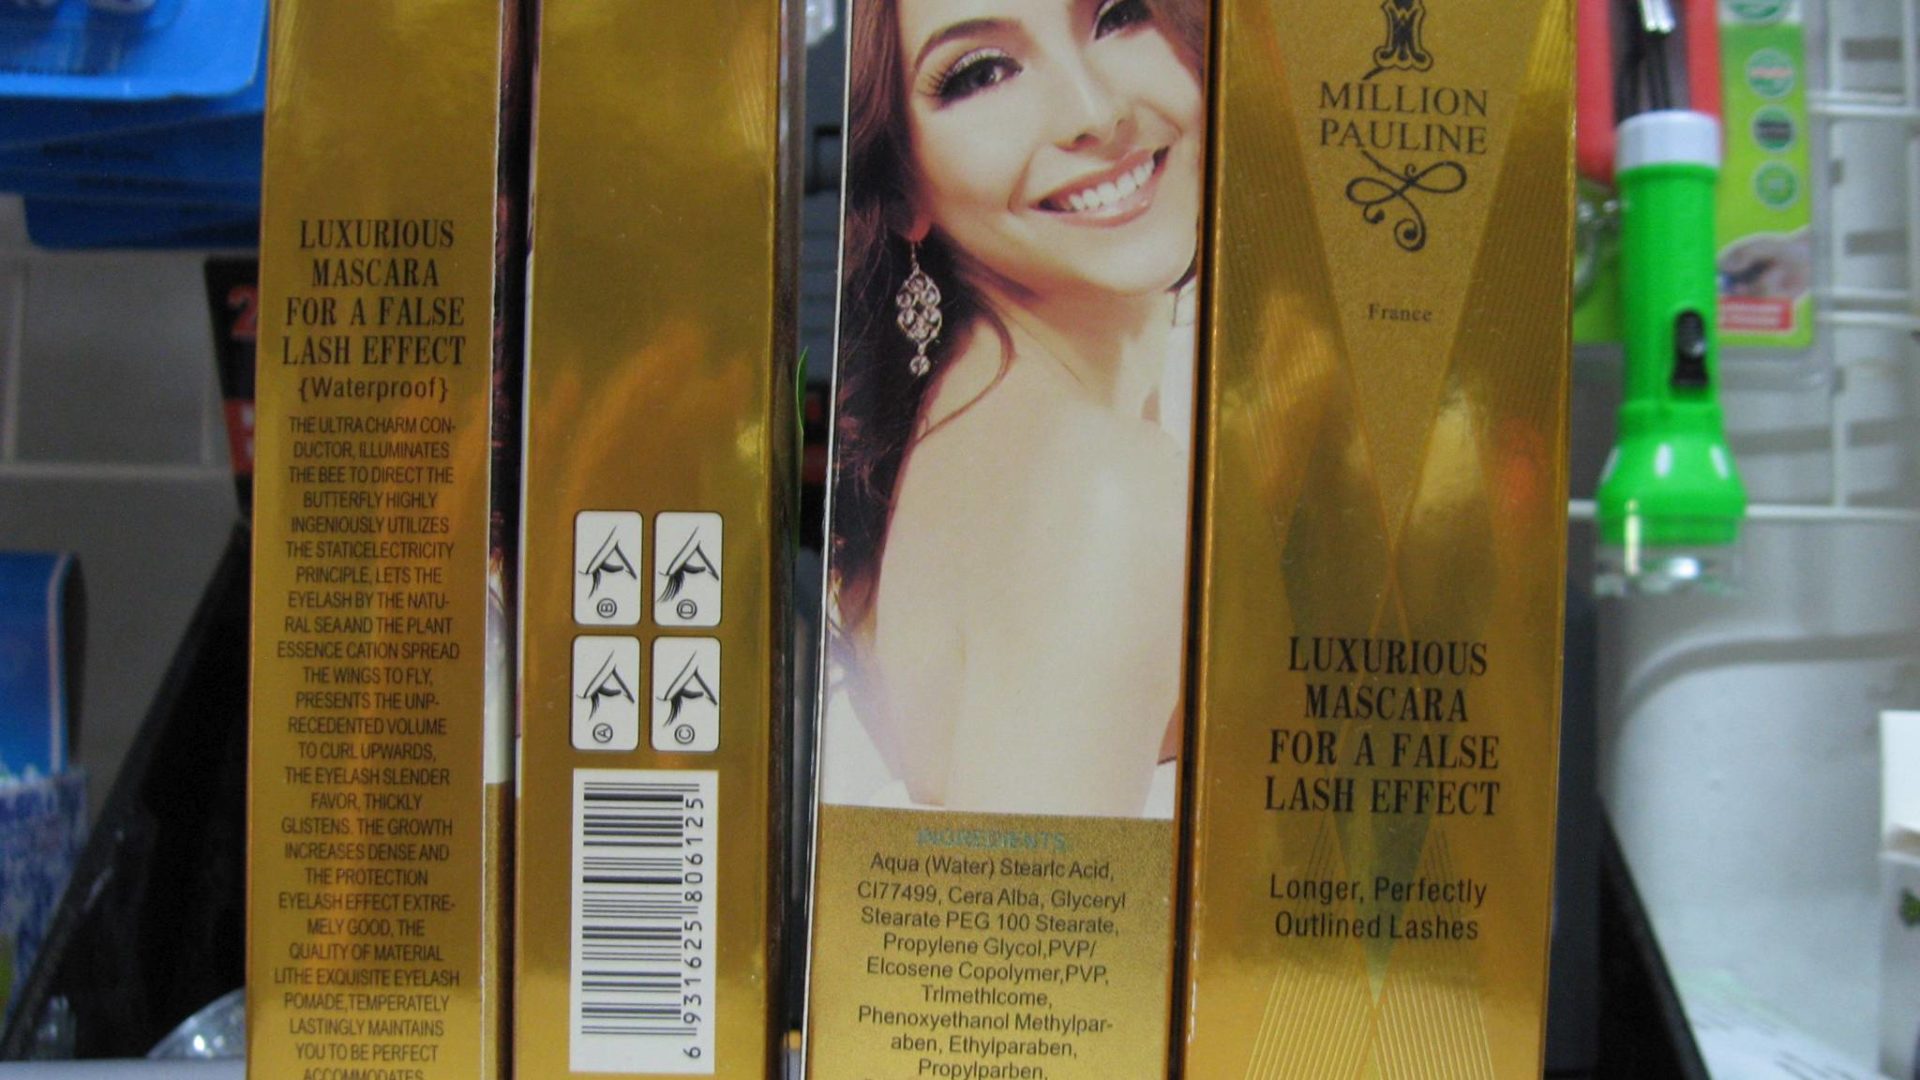 LUXURIOUS
MASCARA
FOR A FALSE
LASH EFFECT
{Waterproof}
THE ULTRA CHARM CON-
DUCTOR, ILLUMINATES
THE BEE TO DIRECT THE
BUTTERFLY HIGHLY
INGENIOUSLY UTILIZES
THE STATICELECTRICITY
PRINCIPLE, LETS THE
EYELASH BY THE NATU-
RAL SEA AND THE PLANT
ESSENCE CATION SPREAD
THE WINGS TO FLY,
PRESENTS THE UNP-
RECEDENTED VOLUME
TO CURL UPWARDS,
THE EYELASH SLENDER
FAVOR, THICKLY
GLISTENS. THE GROWTH
INCREASES DENSE AND
THE PROTECTION
EYELASH EFFECT EXTRE-
MELY GOOD, THE
QUALITY OF MATERIAL
LITHE EXQUISITE EYELASH
POMADE,TEMPERATELY
LASTINGLY MAINTAINS
YOU TO BE PERFECT
ACCOMMODATES
B
D
A
C
6 931625 806125
INGREDIENTS
Aqua (Water) Stearlc Acid,
CI77499, Cera Alba, Glyceryl
Stearate PEG 100 Stearate,
Propylene Glycol,PVP/
Elcosene Copolymer,PVP,
Trlmethlcome,
Phenoxyethanol Methylpar-
aben, Ethylparaben,
Propylparben,
MILLION
PAULINE
France
LUXURIOUS
MASCARA
FOR A FALSE
LASH EFFECT
Longer, Perfectly
Outlined Lashes